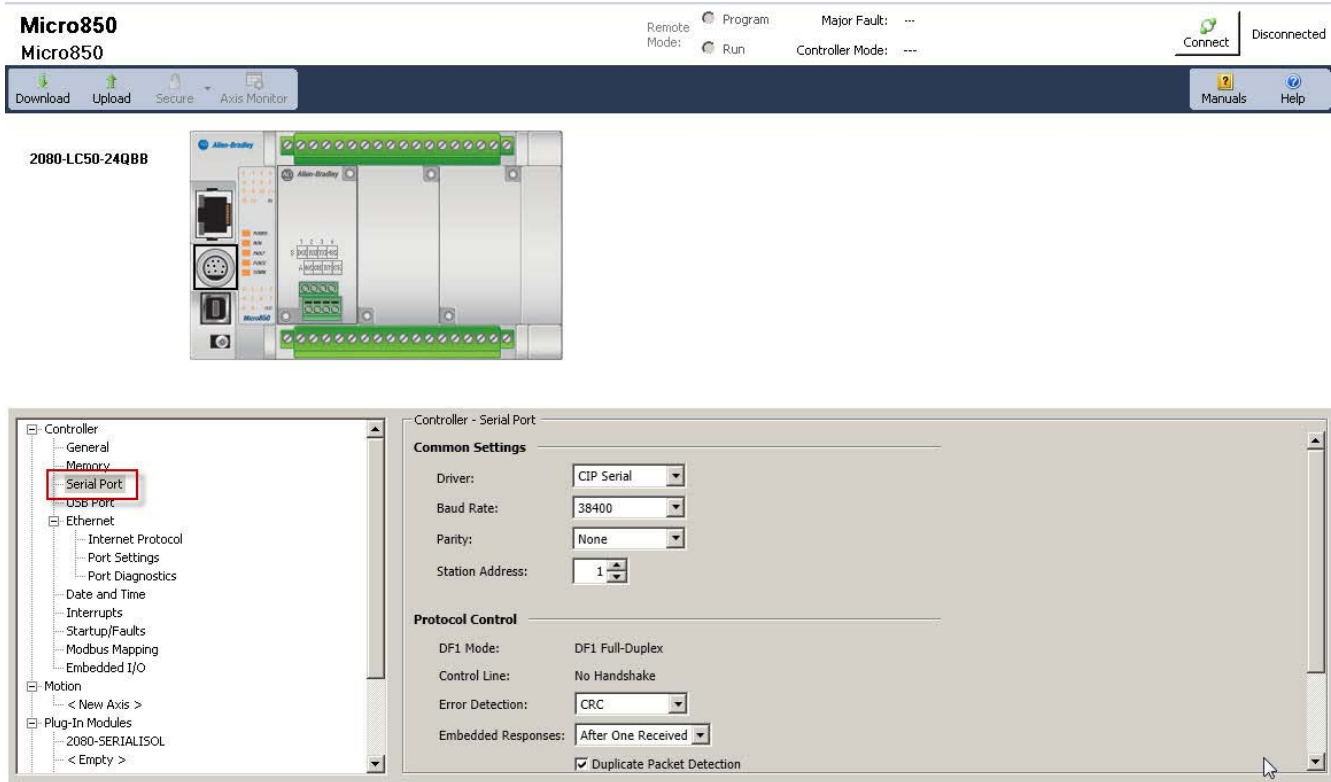 Micro850
Micro850
Remote Mode:
Program
Run
Major Fault: ---
Controller Mode: ---
Connect
Disconnected
Download Upload Secure Axis Monitor
Manuals Help
2080-LC50-24QBB
Allen-Bradley
Allen-Bradley
Micro850
Controller
General
Memory
Serial Port
USB Port
Ethernet
Internet Protocol
Port Settings
Port Diagnostics
Date and Time
Interrupts
Startup/Faults
Modbus Mapping
Embedded I/O
Motion
< New Axis >
Plug-In Modules
2080-SERIALISOL
< Empty >
Controller - Serial Port
Common Settings
Driver: CIP Serial
Baud Rate: 38400
Parity: None
Station Address: 1
Protocol Control
DF1 Mode: DF1 Full-Duplex
Control Line: No Handshake
Error Detection: CRC
Embedded Responses: After One Received
Duplicate Packet Detection